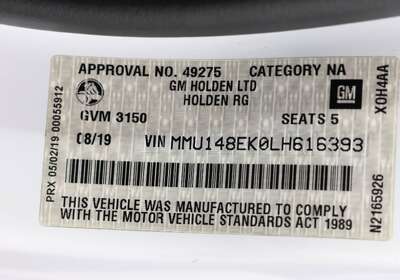 APPROVAL NO. 49275 CATEGORY NA
GM HOLDEN LTD
HOLDEN RG
GM
GVM 3150 SEATS 5
08/19 VIN MMU148EK0LH616393
THIS VEHICLE WAS MANUFACTURED TO COMPLY
WITH THE MOTOR VEHICLE STANDARDS ACT 1989
PRX 05/02/19 00055912
X0H4AA
N2165926